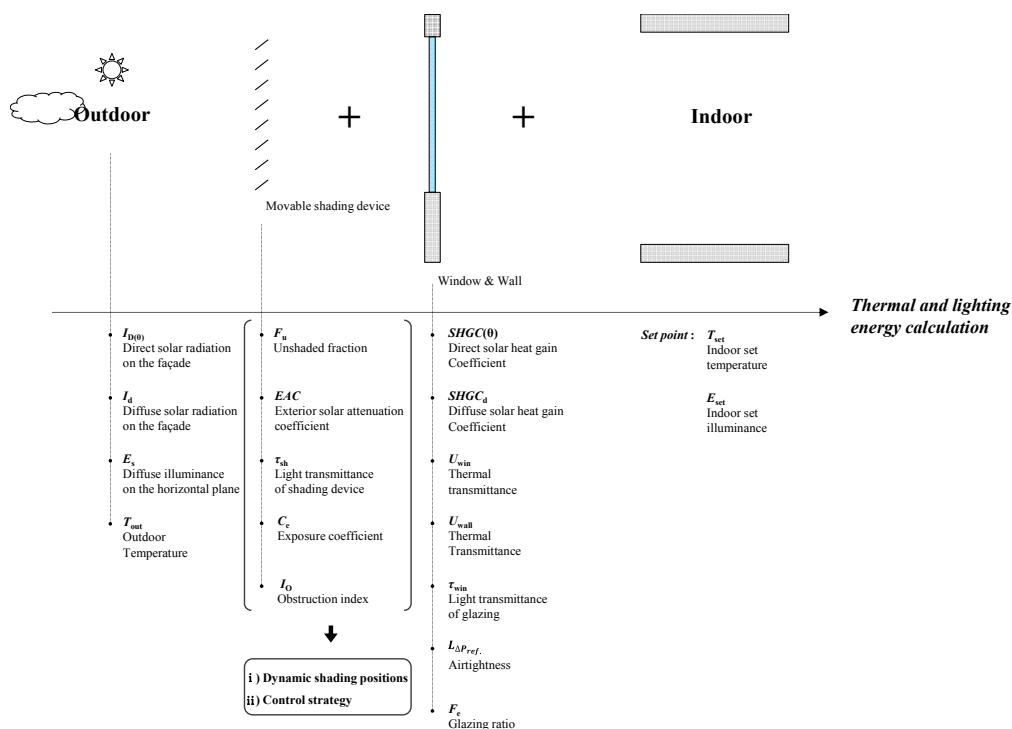 Outdoor
+
+
Indoor
Movable shading device
Window & Wall
Thermal and lighting
energy calculation
I_D(θ)
Direct solar radiation
on the façade
I_d
Diffuse solar radiation
on the façade
E_s
Diffuse illuminance
on the horizontal plane
T_out
Outdoor
Temperature
F_u
Unshaded fraction
EAC
Exterior solar attenuation
coefficient
τ_sh
Light transmittance
of shading device
C_e
Exposure coefficient
I_O
Obstruction index
i ) Dynamic shading positions
ii) Control strategy
SHGC(θ)
Direct solar heat gain
Coefficient
SHGC_d
Diffuse solar heat gain
Coefficient
U_win
Thermal
transmittance
U_wall
Thermal
Transmittance
τ_win
Light transmittance
of glazing
L_ΔP_ref.
Airtightness
F_e
Glazing ratio
Set point : T_set
Indoor set
temperature
E_set
Indoor set
illuminance